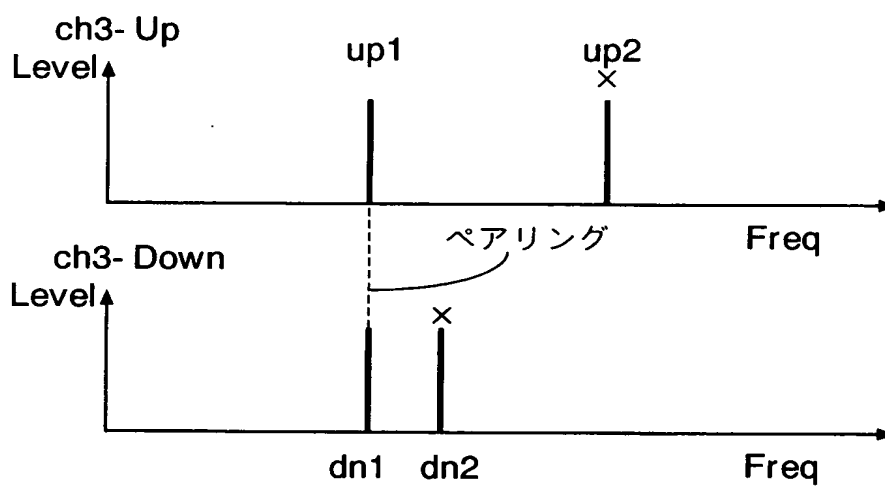 ch3- Up
Level
up1
up2
×
ペアリング
Freq
ch3- Down
Level
×
dn1
dn2
Freq